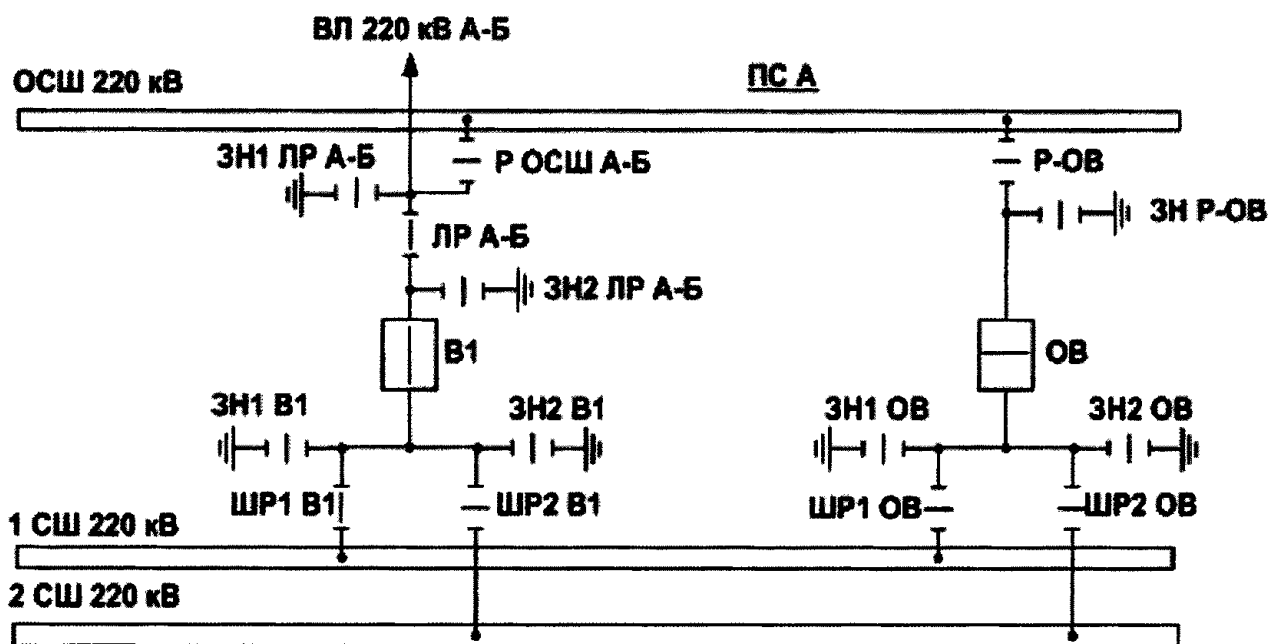 ВЛ 220 кВ А-Б
ОСШ 220 кВ
ПС А
ЗН1 ЛР А-Б
Р ОСШ А-Б
Р-ОВ
ЗН Р-ОВ
ЛР А-Б
ЗН2 ЛР А-Б
В1
ОВ
ЗН1 В1
ЗН2 В1
ЗН1 ОВ
ЗН2 ОВ
ШР1 В1
ШР2 В1
ШР1 ОВ
ШР2 ОВ
1 СШ 220 кВ
2 СШ 220 кВ